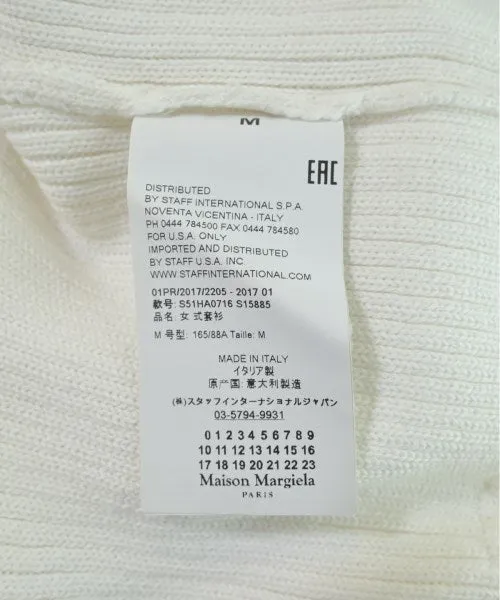 M
EAC
DISTRIBUTED
BY STAFF INTERNATIONAL S.P.A.
NOVENTA VICENTINA - ITALY
PH 0444 784500 FAX 0444 784580
FOR U.S.A. ONLY
IMPORTED AND DISTRIBUTED
BY STAFF U.S.A. INC.
WWW.STAFFINTERNATIONAL.COM
01PR/2017/2205 - 2017 01
款号: S51HA0716 S15885
品名: 女 式套衫
M 号型: 165/88A Taille: M
MADE IN ITALY
イタリア製
原产国: 意大利製造
(株)スタッフインターナショナルジャパン
03-5794-9931
0 1 2 3 4 5 6 7 8 9
10 11 12 13 14 15 16
17 18 19 20 21 22 23
Maison Margiela
PARIS